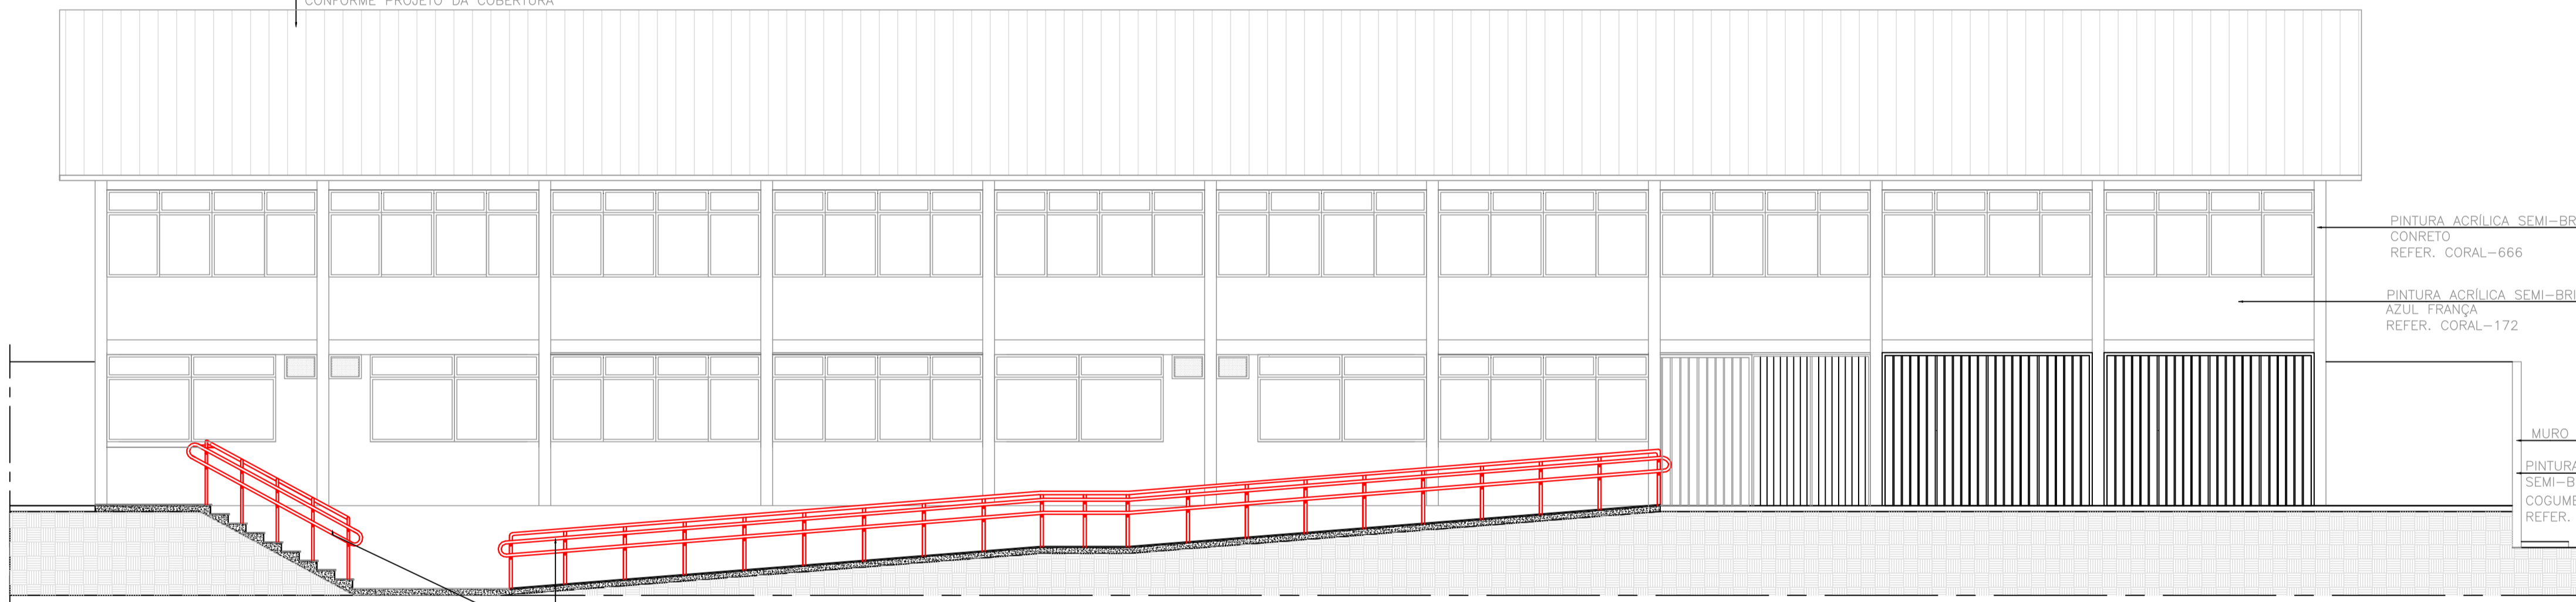 CONFORME PROJETO DA COBERTURA
PINTURA ACRÍLICA SEMI-BR
CONRETO
REFER. CORAL-666
PINTURA ACRÍLICA SEMI-BRI
AZUL FRANÇA
REFER. CORAL-172
MURO
PINTURA
SEMI-B
COGUME
REFER.